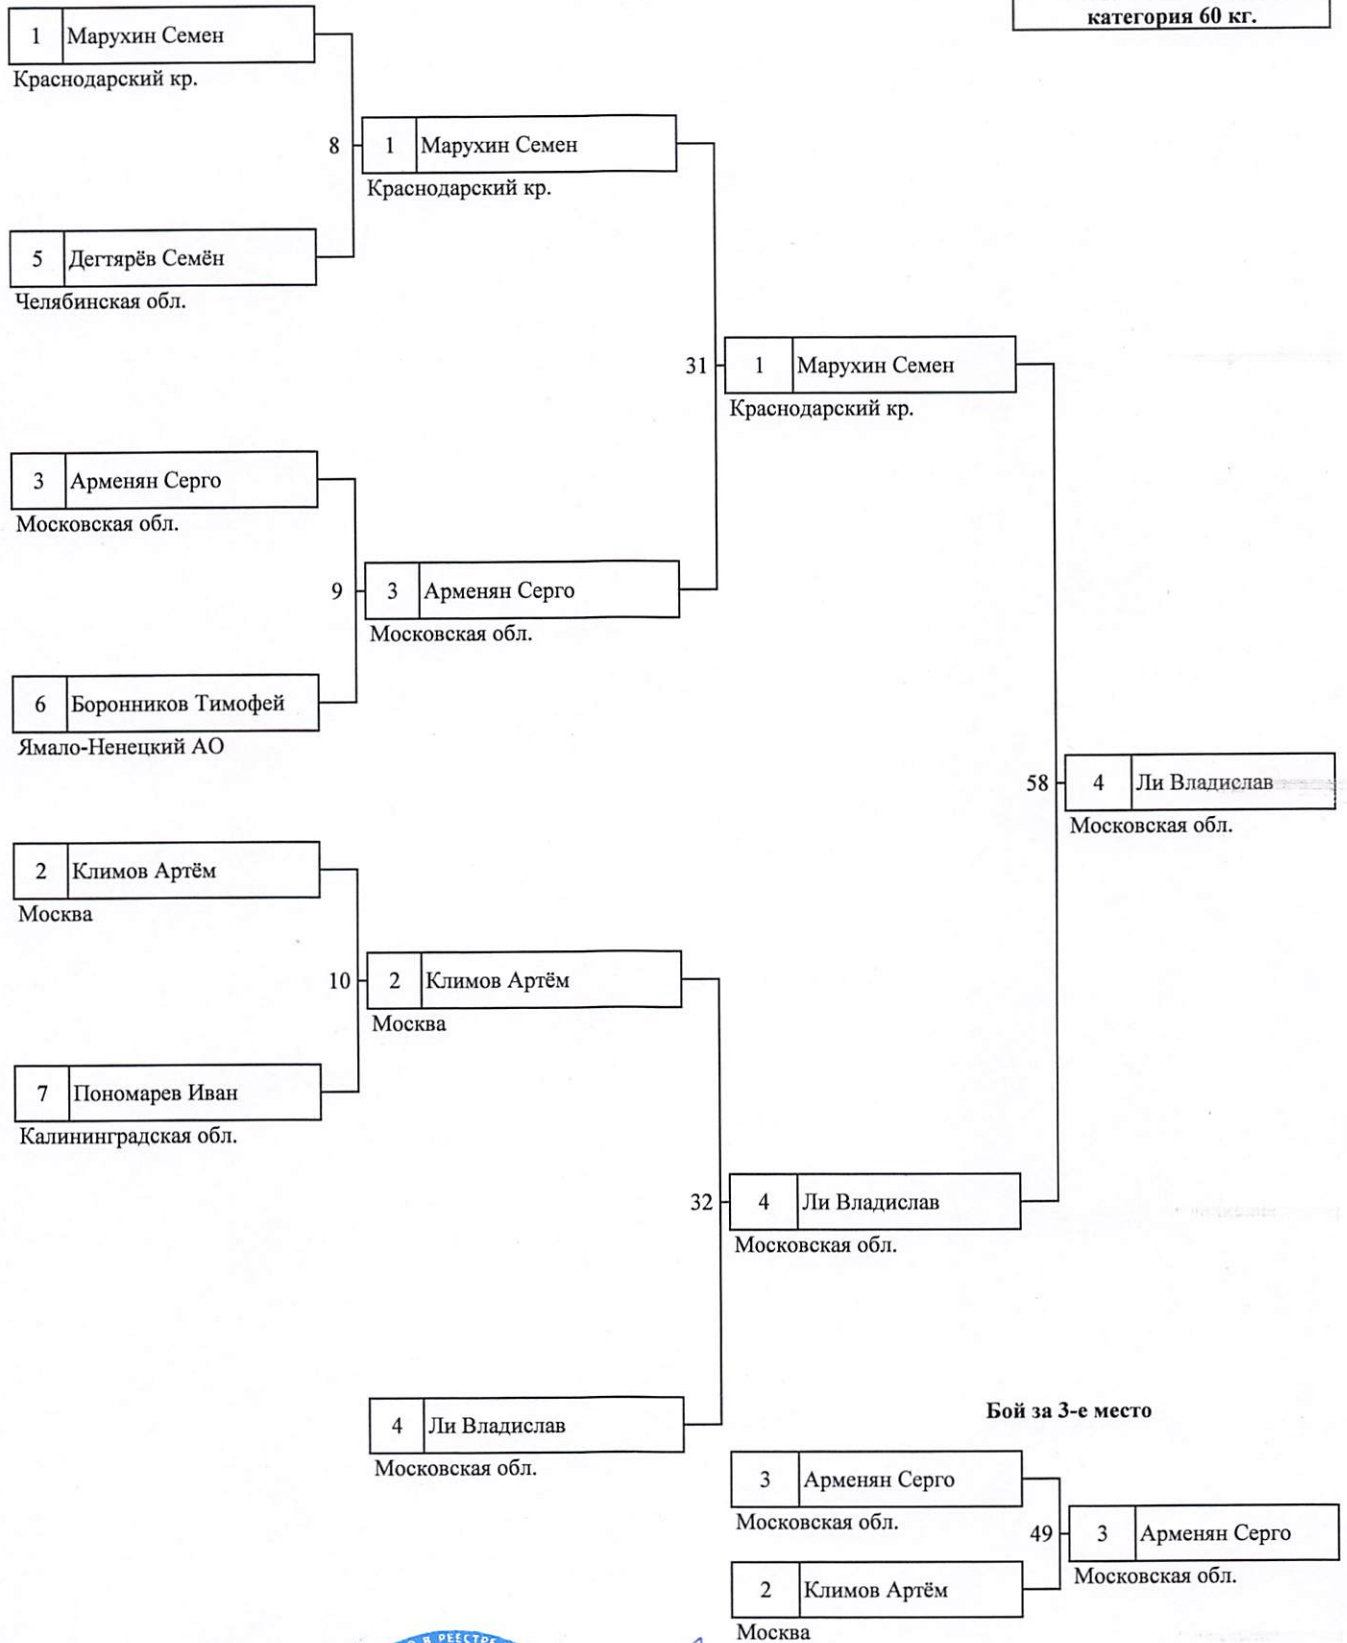 категория 60 кг.
1 Марухин Семен
Краснодарский кр.
8 1 Марухин Семен
Краснодарский кр.
5 Дегтярёв Семён
Челябинская обл.
31 1 Марухин Семен
Краснодарский кр.
3 Арменян Серго
Московская обл.
9 3 Арменян Серго
Московская обл.
6 Боронников Тимофей
Ямало-Ненецкий АО
58 4 Ли Владислав
Московская обл.
2 Климов Артём
Москва
10 2 Климов Артём
Москва
7 Пономарев Иван
Калининградская обл.
32 4 Ли Владислав
Московская обл.
4 Ли Владислав
Московская обл.
Бой за 3-е место
3 Арменян Серго
Московская обл.
49 3 Арменян Серго
Московская обл.
2 Климов Артём
Москва
В РЕЕСТРЕ